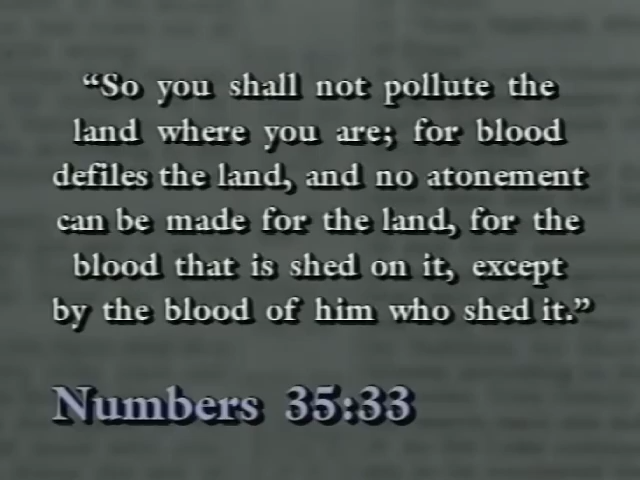 “So you shall not pollute the
land where you are; for blood
defiles the land, and no atonement
can be made for the land, for the
blood that is shed on it, except
by the blood of him who shed it.”
Numbers 35:33